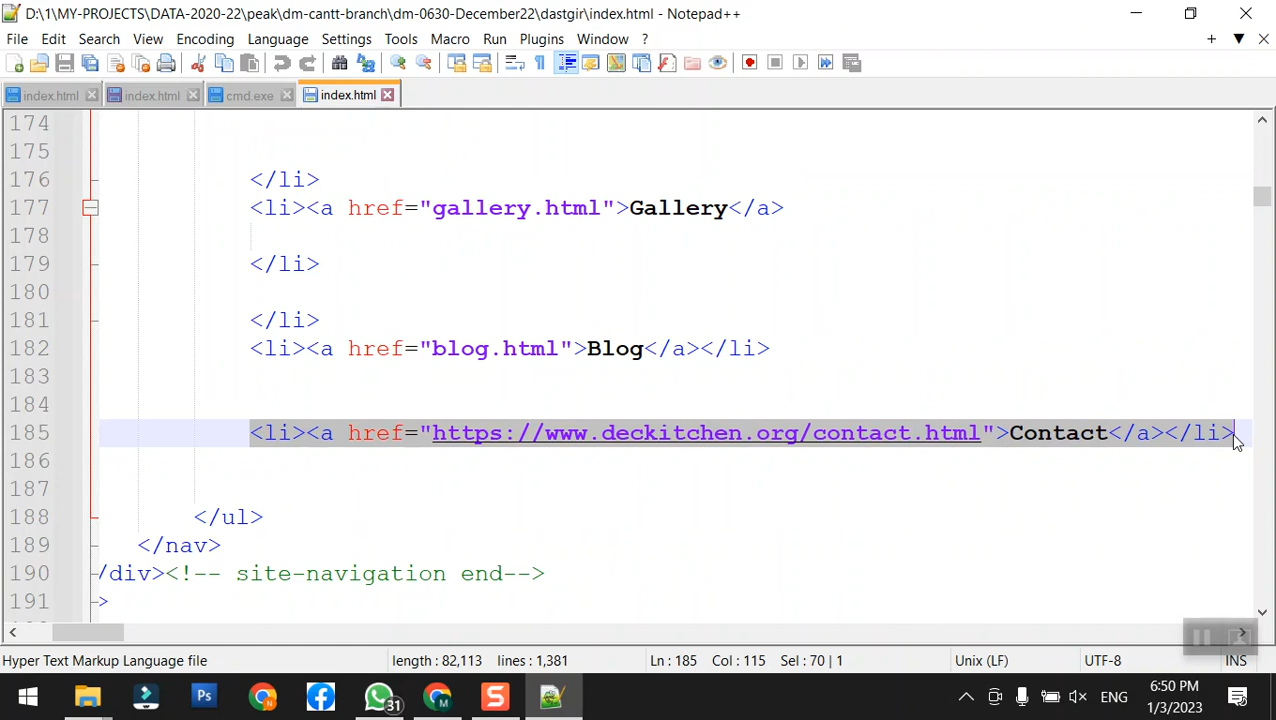 D:\1\MY-PROJECTS\DATA-2020-22\peak\dm-cantt-branch\dm-0630-December22\dastgir\index.html - Notepad++
File Edit Search View Encoding Language Settings Tools Macro Run Plugins Window ?
index.html index.html cmd.exe index.html
174
175
176 </li>
177 <li><a href="gallery.html">Gallery</a>
178
179 </li>
180
181 </li>
182 <li><a href="blog.html">Blog</a></li>
183
184
185 <li><a href="https://www.deckitchen.org/contact.html">Contact</a></li>
186
187
188 </ul>
189 </nav>
190 /div><!-- site-navigation end-->
191 >
Hyper Text Markup Language file length : 82,113 lines : 1,381 Ln : 185 Col : 115 Sel : 70 | 1 Unix (LF) UTF-8 INS
Ps 31 M S ENG 6:50 PM
1/3/2023